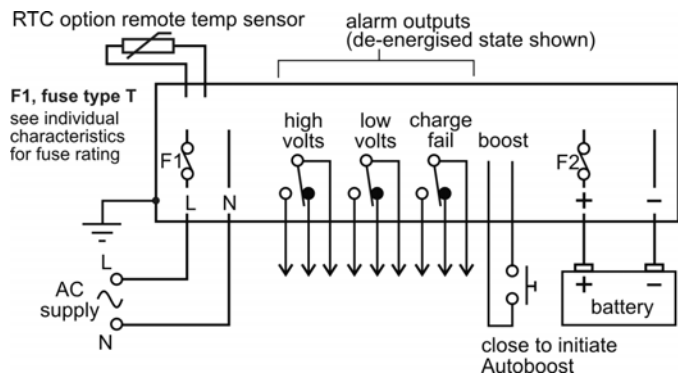 RTC option remote temp sensor
alarm outputs
(de-energised state shown)
F1, fuse type T
see individual
characteristics
for fuse rating
high
volts
low
volts
charge
fail
boost
F1
F2
L
N
+
–
L
AC
supply
N
+
–
battery
close to initiate
Autoboost